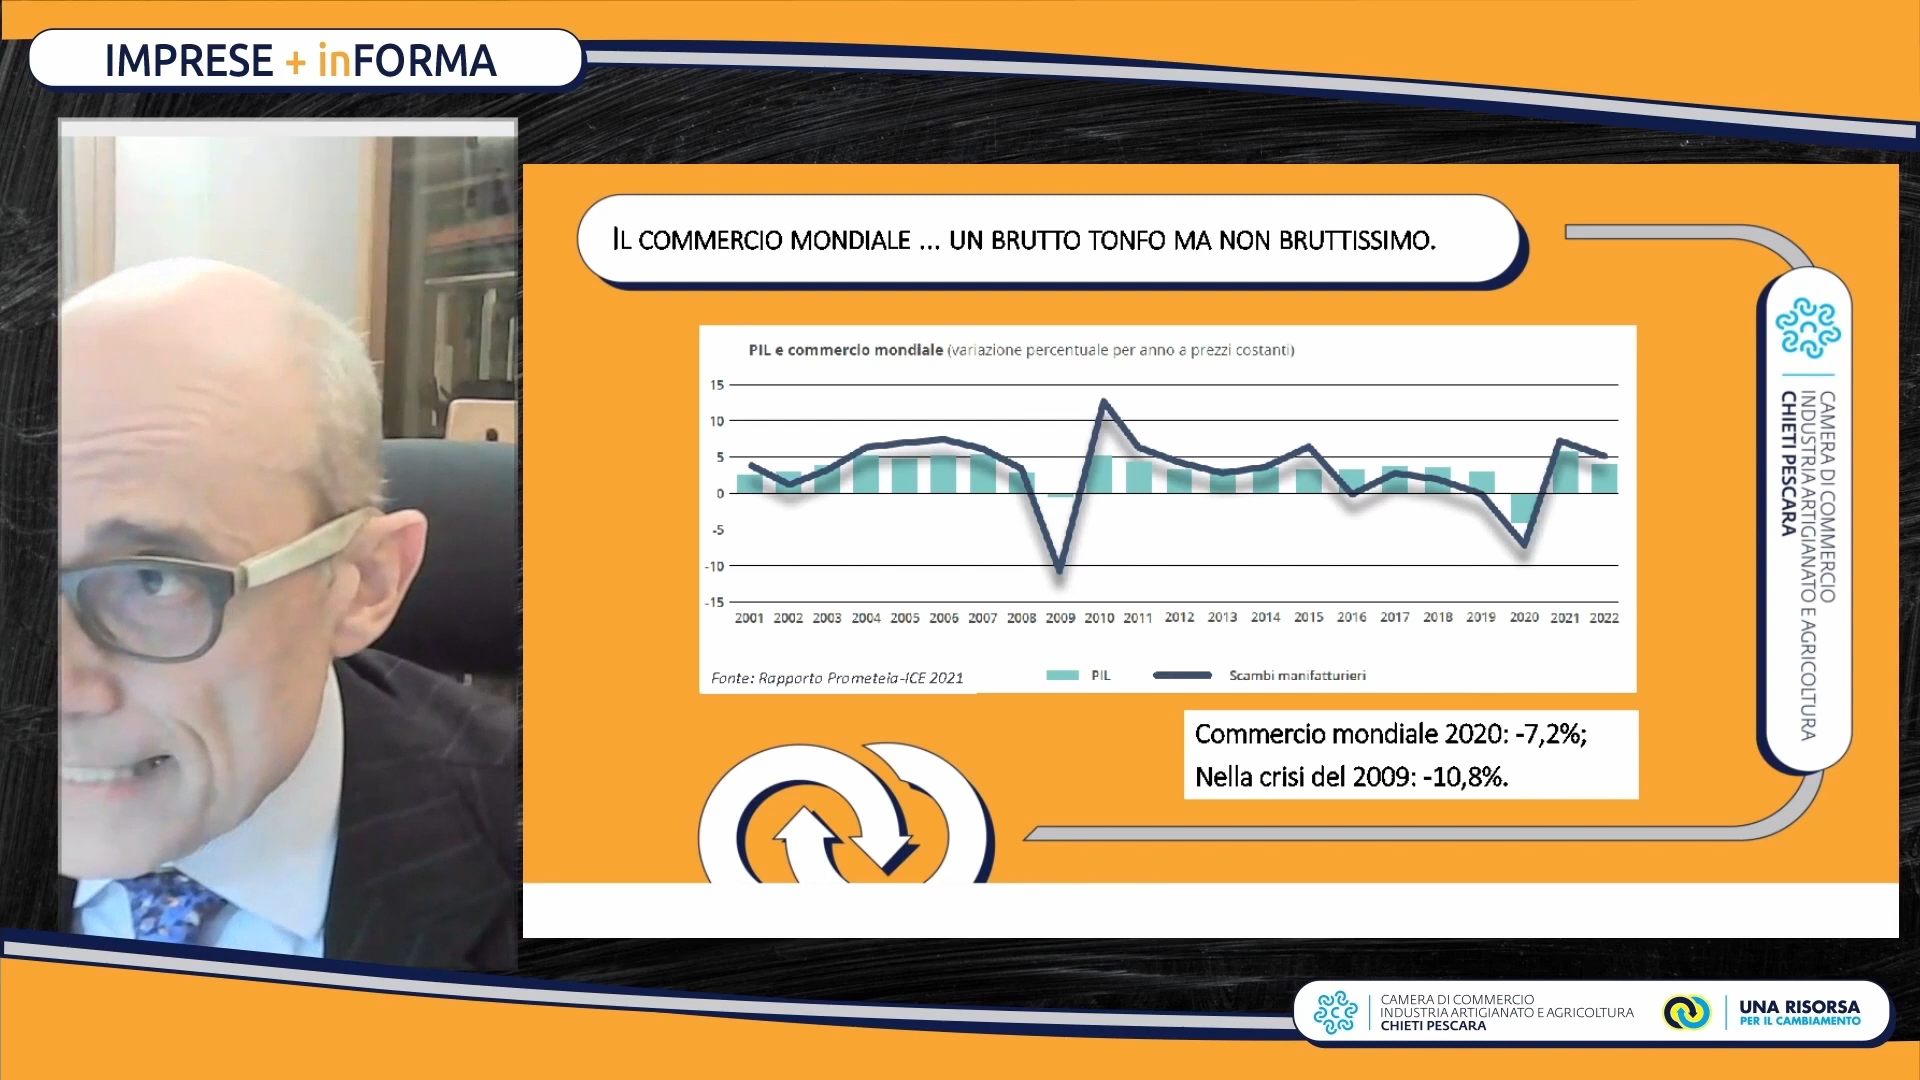 IMPRESE + inFORMA
IL COMMERCIO MONDIALE ... UN BRUTTO TONFO MA NON BRUTTISSIMO.
PIL e commercio mondiale (variazione percentuale per anno a prezzi costanti)
15
10
5
0
-5
-10
-15
2001 2002 2003 2004 2005 2006 2007 2008 2009 2010 2011 2012 2013 2014 2015 2016 2017 2018 2019 2020 2021 2022
Fonte: Rapporto Prometeia-ICE 2021
PIL
Scambi manifatturieri
Commercio mondiale 2020: -7,2%;
Nella crisi del 2009: -10,8%.
CAMERA DI COMMERCIO
INDUSTRIA ARTIGIANATO E AGRICOLTURA
CHIETI PESCARA
CAMERA DI COMMERCIO
INDUSTRIA ARTIGIANATO E AGRICOLTURA
CHIETI PESCARA
UNA RISORSA
PER IL CAMBIAMENTO